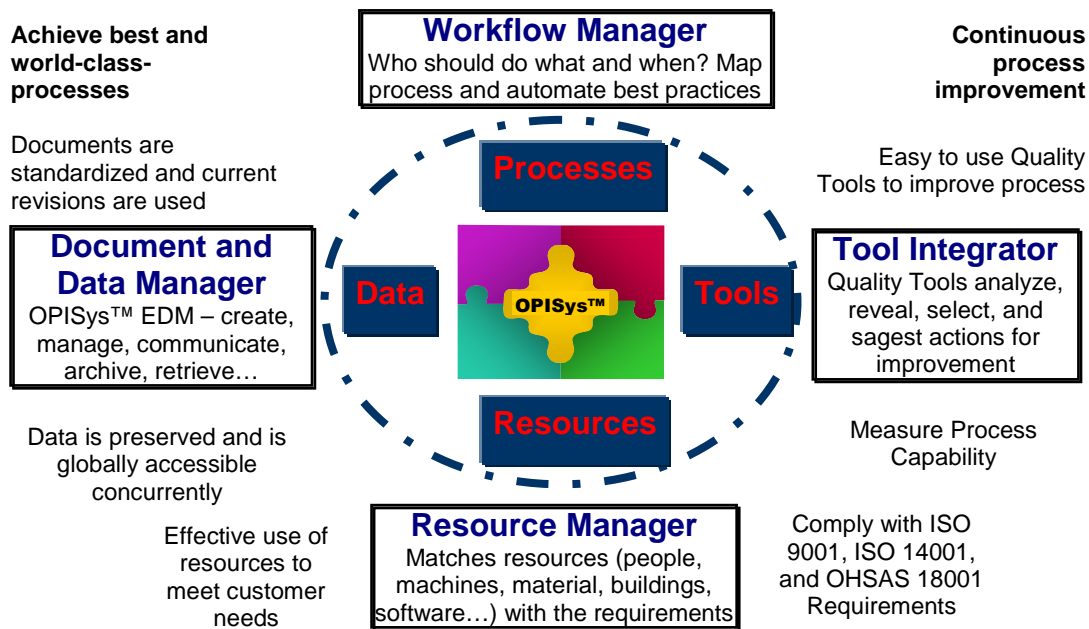 Achieve best and
world-class-
processes
Workflow Manager
Who should do what and when? Map
process and automate best practices
Continuous
process
improvement
Documents are
standardized and current
revisions are used
Processes
Easy to use Quality
Tools to improve process
Document and
Data Manager
OPISys™ EDM – create,
manage, communicate,
archive, retrieve…
Data
OPISys™
Tools
Tool Integrator
Quality Tools analyze,
reveal, select, and
sagest actions for
improvement
Resources
Data is preserved and is
globally accessible
concurrently
Measure Process
Capability
Effective use of
resources to
meet customer
needs
Resource Manager
Matches resources (people,
machines, material, buildings,
software…) with the requirements
Comply with ISO
9001, ISO 14001,
and OHSAS 18001
Requirements